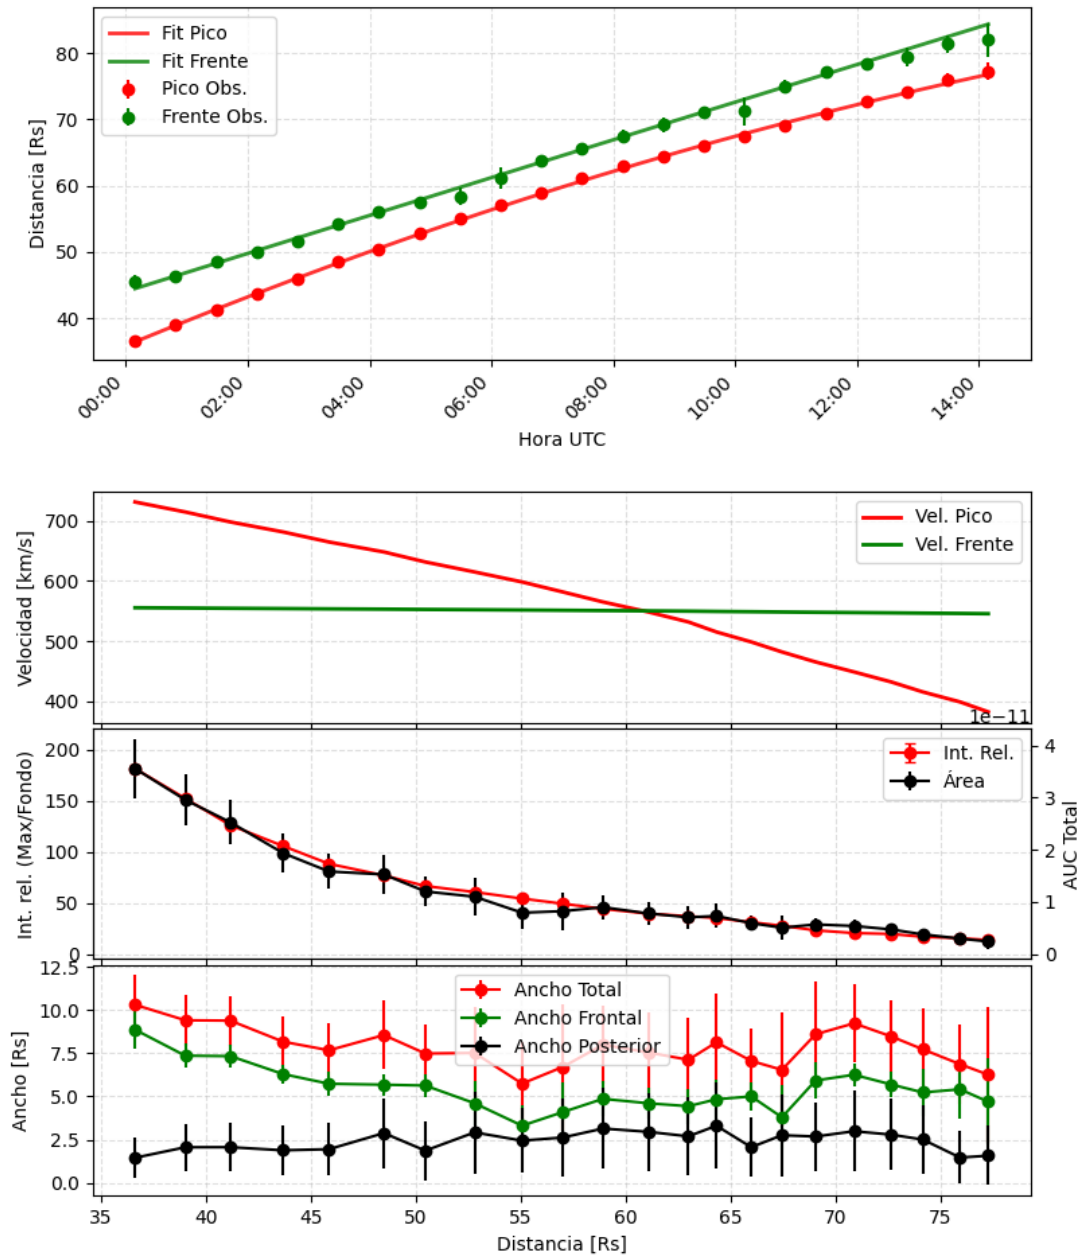 Fit Pico
Fit Frente
Pico Obs.
Frente Obs.
Distancia [Rs]
80
70
60
50
40
00:00
02:00
04:00
06:00
08:00
10:00
12:00
14:00
Hora UTC
Vel. Pico
Vel. Frente
Velocidad [km/s]
700
600
500
400
1e−11
Int. Rel.
Área
Int. rel. (Max/Fondo)
200
150
100
50
0
4
3
2
1
0
AUC Total
Ancho Total
Ancho Frontal
Ancho Posterior
Ancho [Rs]
12.5
10.0
7.5
5.0
2.5
0.0
35
40
45
50
55
60
65
70
75
Distancia [Rs]